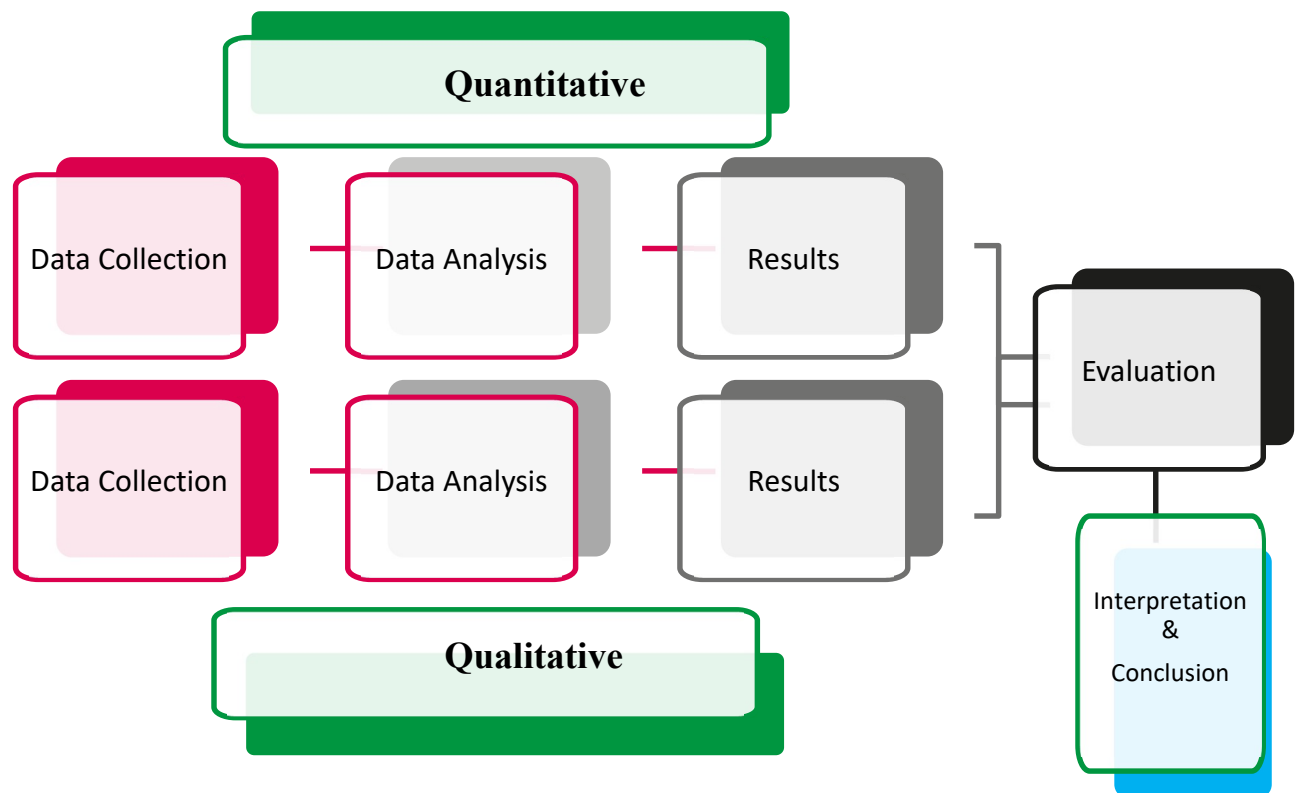 Quantitative
Data Collection
Data Analysis
Results
Evaluation
Data Collection
Data Analysis
Results
Interpretation
&
Conclusion
Qualitative